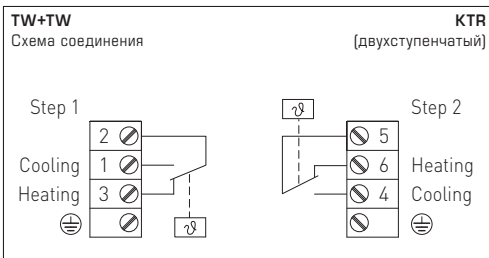 TW+TW KTR
Схема соединения (двухступенчатый)
Step 1 ϑ Step 2
2 5
Cooling 1 6 Heating
Heating 3 4 Cooling
ϑ